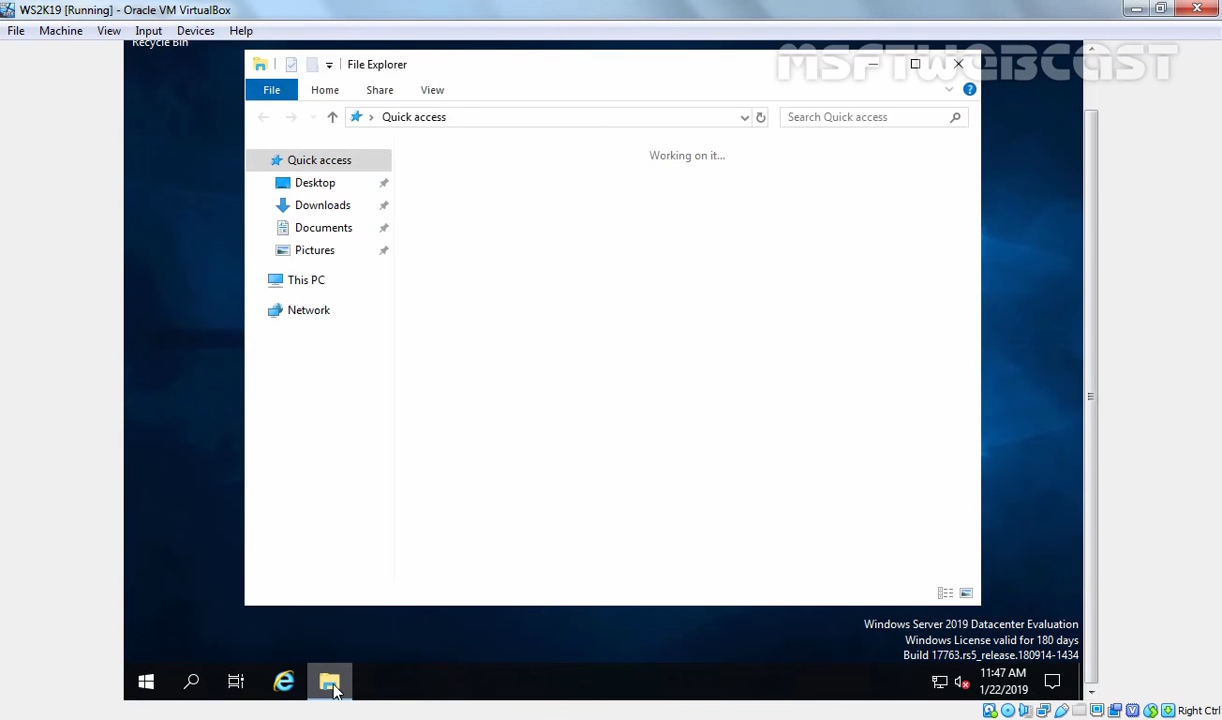 WS2K19 [Running] - Oracle VM VirtualBox
File Machine View Input Devices Help
Recycle Bin
MSFTWEBCAST
File Explorer
File Home Share View
Quick access
Search Quick access
Working on it...
Quick access
Desktop
Downloads
Documents
Pictures
This PC
Network
Windows Server 2019 Datacenter Evaluation
Windows License valid for 180 days
Build 17763.rs5_release.180914-1434
11:47 AM
1/22/2019
Right Ctrl